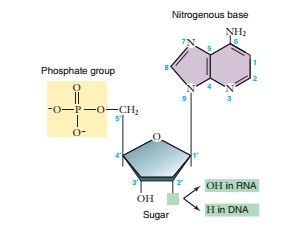 Nitrogenous base
NH2
7 N
6
5
1
8
2
4
N
N
9
3
Phosphate group
O
-O—P—O—CH2
O-
5'
O
4'
1'
3'
2'
OH
OH in RNA
H in DNA
Sugar